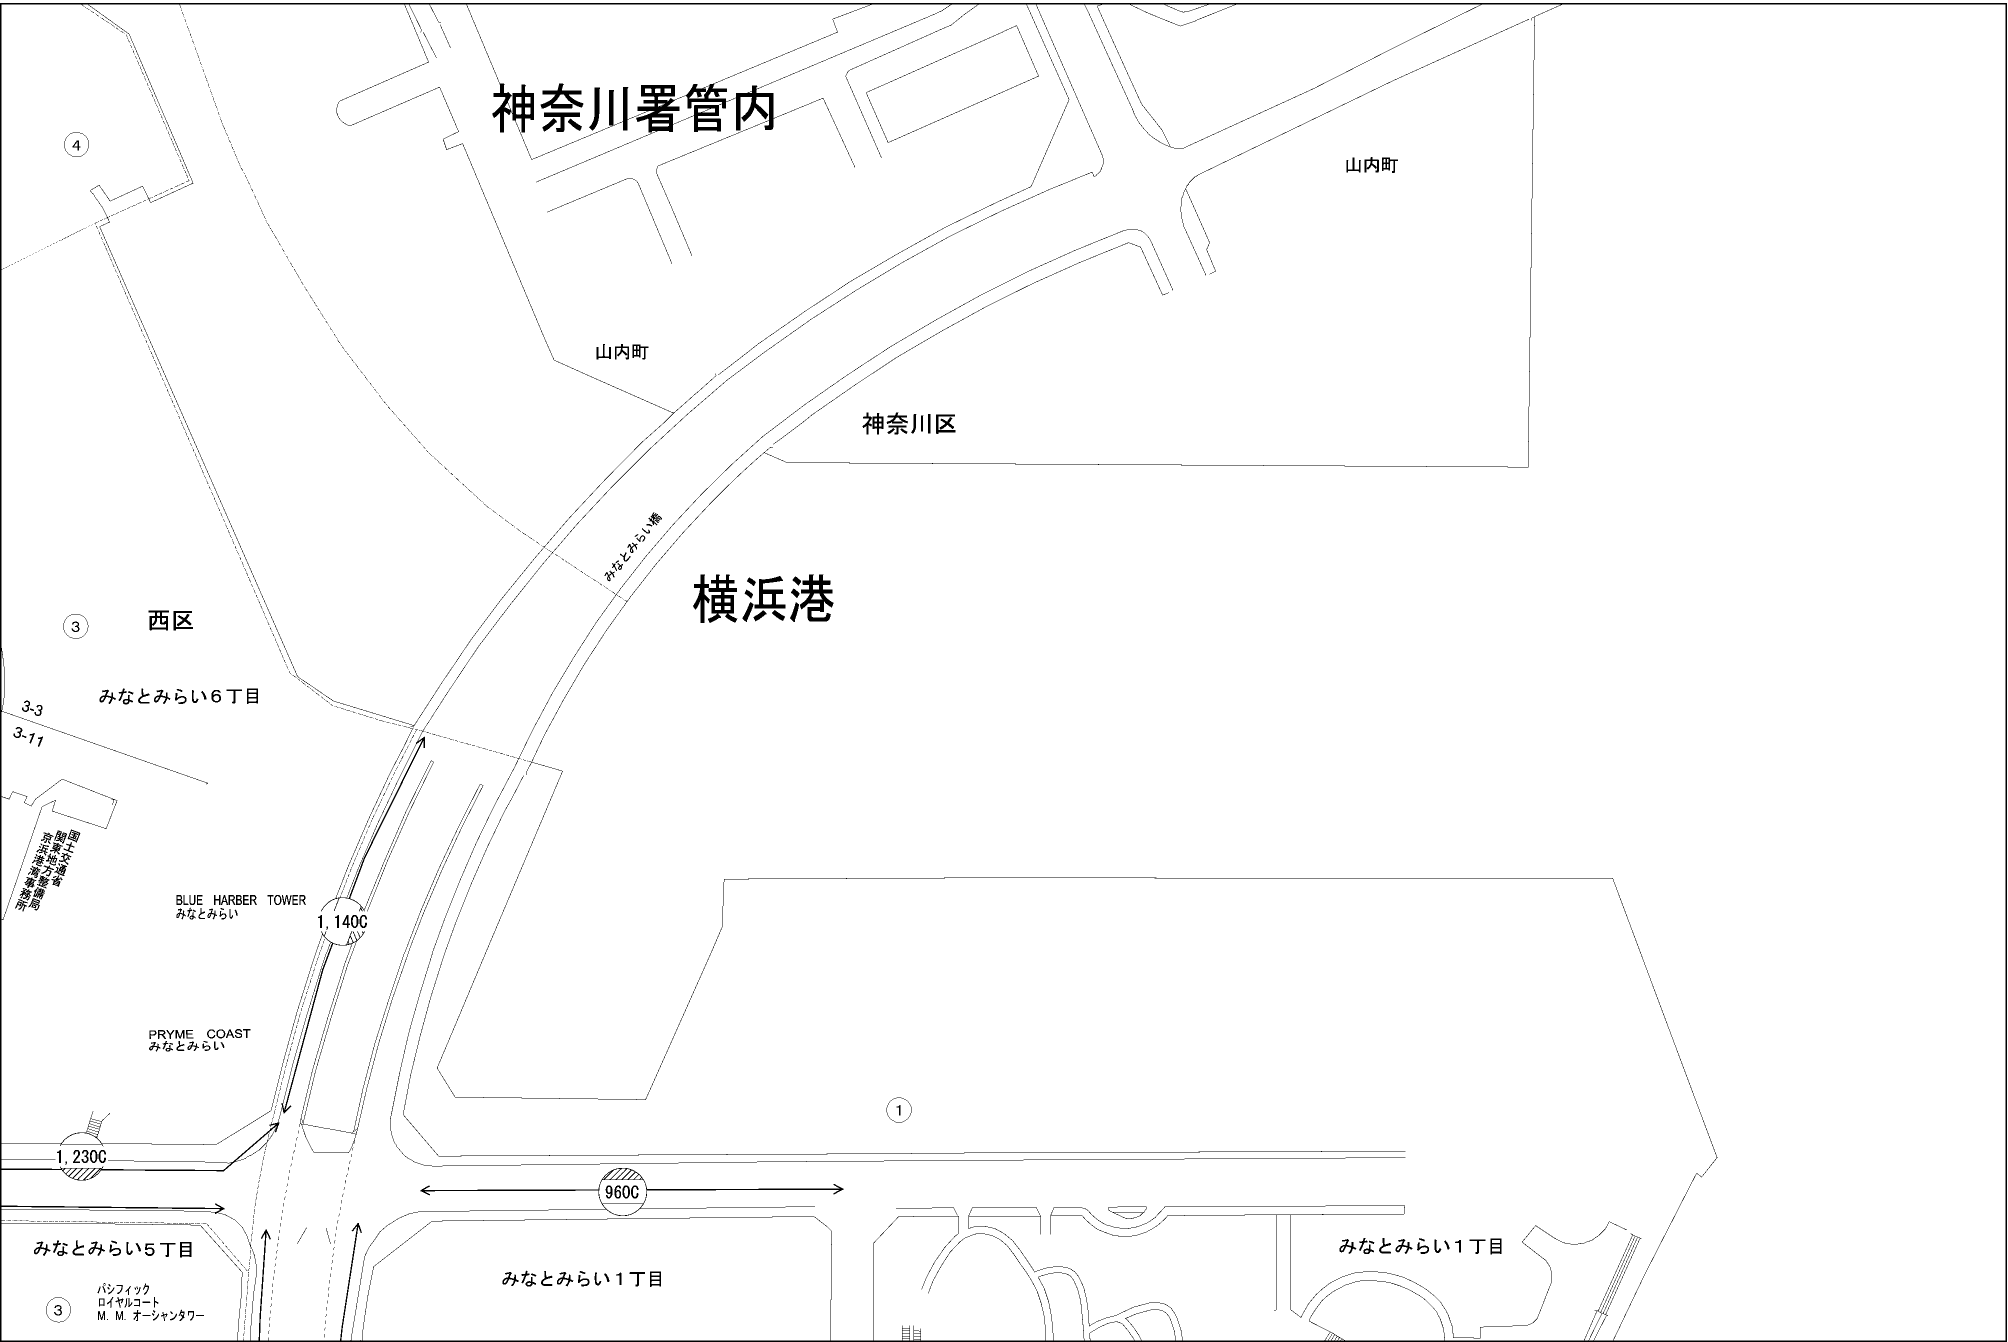 神奈川署管内
4
山内町
山内町
神奈川区
みなとみらい橋
横浜港
3
西区
みなとみらい6丁目
3-3
3-11
国土交通省
関東地方整備局
京浜港湾事務所
BLUE HARBER TOWER
みなとみらい
1,140C
PRYME COAST
みなとみらい
1
1,230C
960C
みなとみらい5丁目
みなとみらい1丁目
みなとみらい1丁目
3
パシフィック
ロイヤルコート
M.M.オーシャンタワー